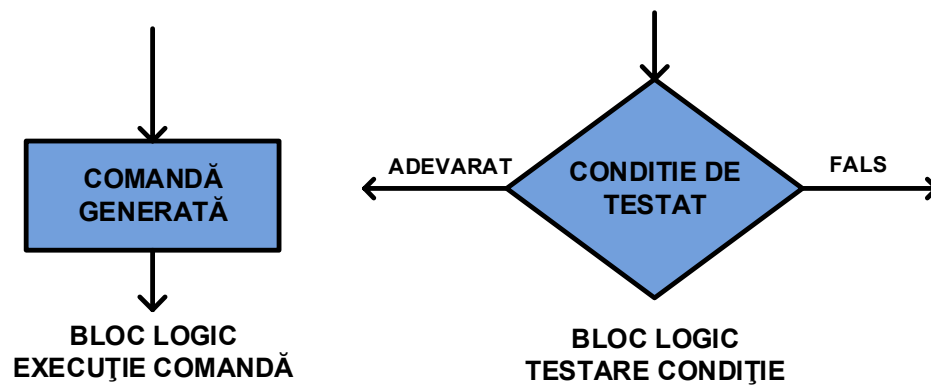 COMANDĂ
GENERATĂ
BLOC LOGIC
EXECUŢIE COMANDĂ
ADEVARAT
CONDITIE DE
TESTAT
FALS
BLOC LOGIC
TESTARE CONDIŢIE